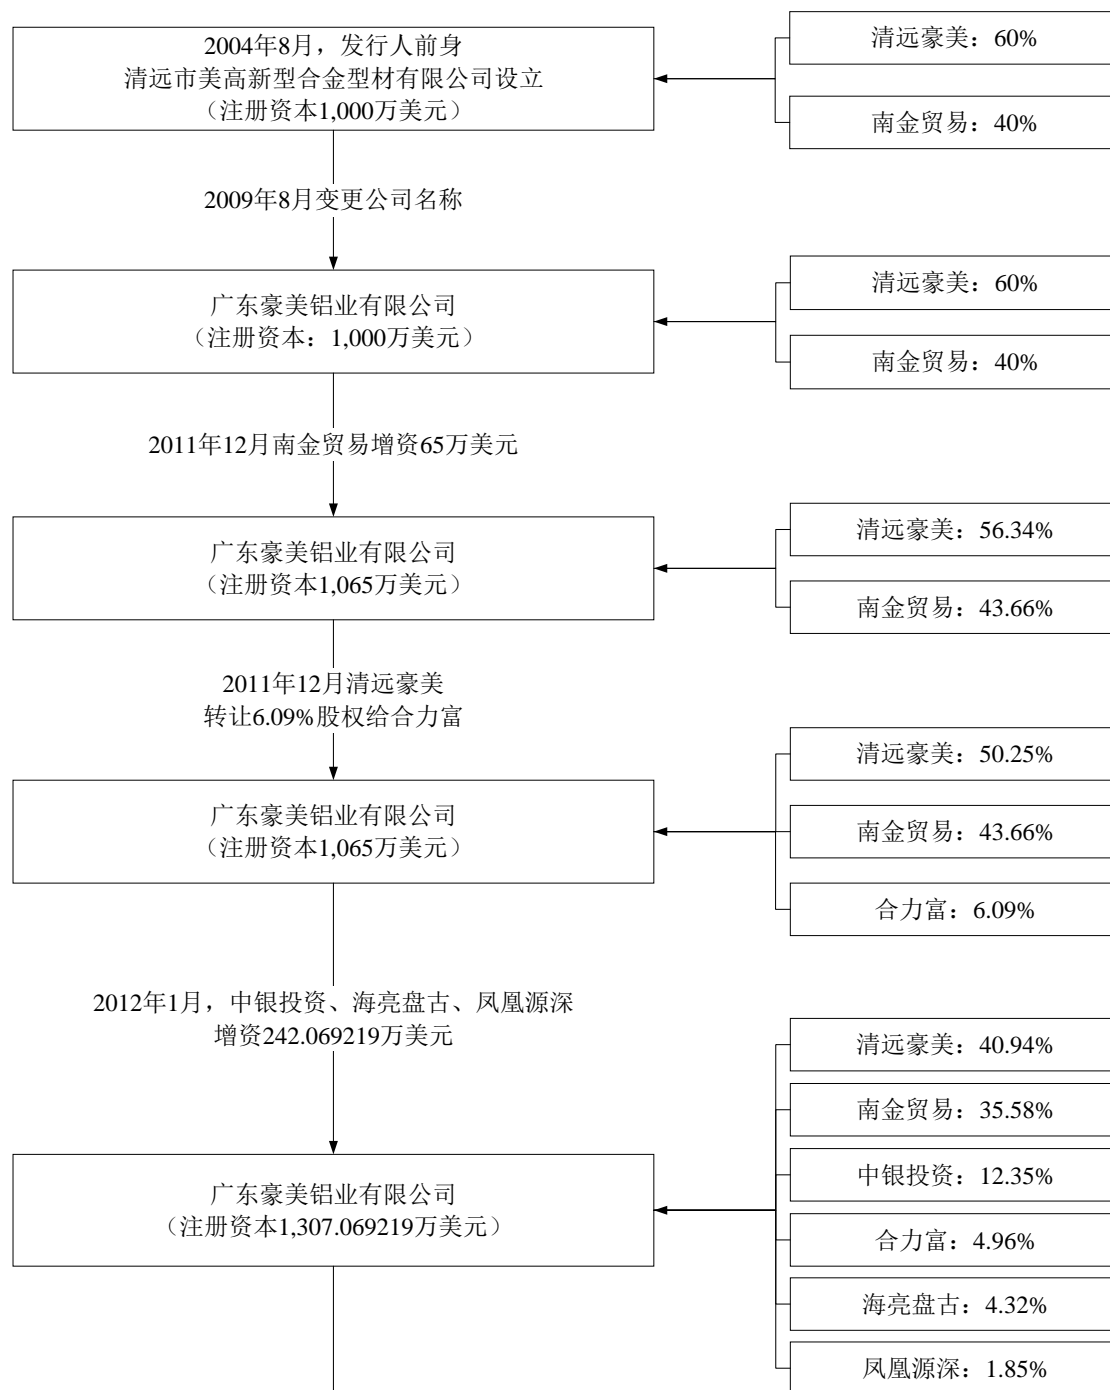 2004年8月，发行人前身
清远市美高新型合金型材有限公司设立
（注册资本1,000万美元）
清远豪美：60%
南金贸易：40%
2009年8月变更公司名称
广东豪美铝业有限公司
（注册资本：1,000万美元）
清远豪美：60%
南金贸易：40%
2011年12月南金贸易增资65万美元
广东豪美铝业有限公司
（注册资本1,065万美元）
清远豪美：56.34%
南金贸易：43.66%
2011年12月清远豪美
转让6.09%股权给合力富
广东豪美铝业有限公司
（注册资本1,065万美元）
清远豪美：50.25%
南金贸易：43.66%
合力富：6.09%
2012年1月，中银投资、海亮盘古、凤凰源深
增资242.069219万美元
广东豪美铝业有限公司
（注册资本1,307.069219万美元）
清远豪美：40.94%
南金贸易：35.58%
中银投资：12.35%
合力富：4.96%
海亮盘古：4.32%
凤凰源深：1.85%